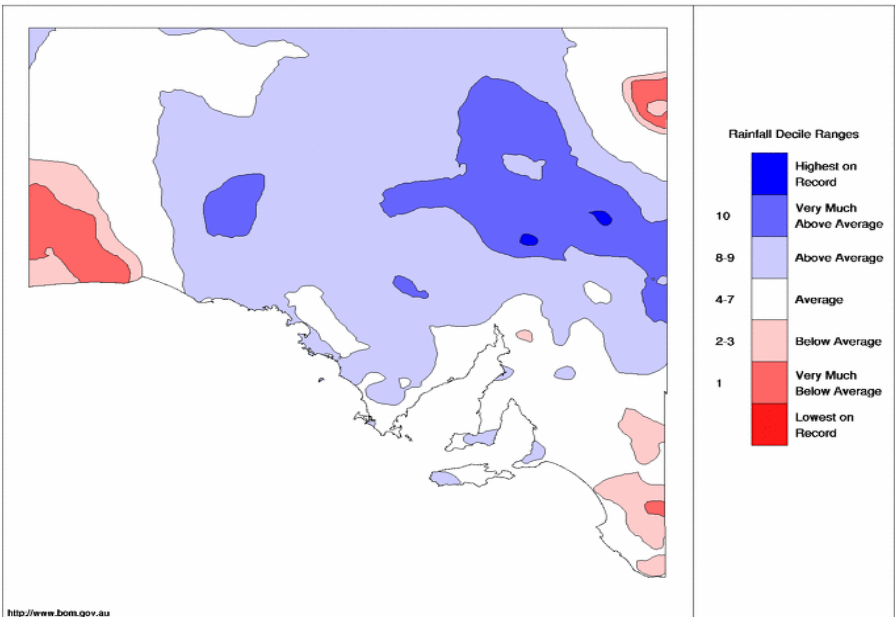 Rainfall Decile Ranges
Highest on
Record
10
Very Much
Above Average
8-9
Above Average
4-7
Average
2-3
Below Average
1
Very Much
Below Average
Lowest on
Record
http://www.bom.gov.au